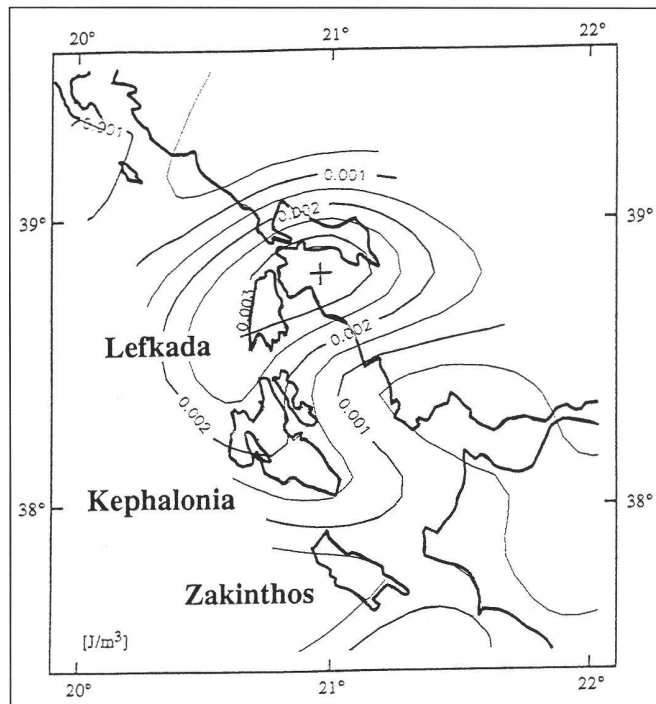 20° 21° 22°
0.001
0.001
39° 0.002 39°
0.003
Lefkada 0.002
0.002 0.001
Kephalonia
38° 38°
Zakinthos
[J/m³]
20° 21° 22°